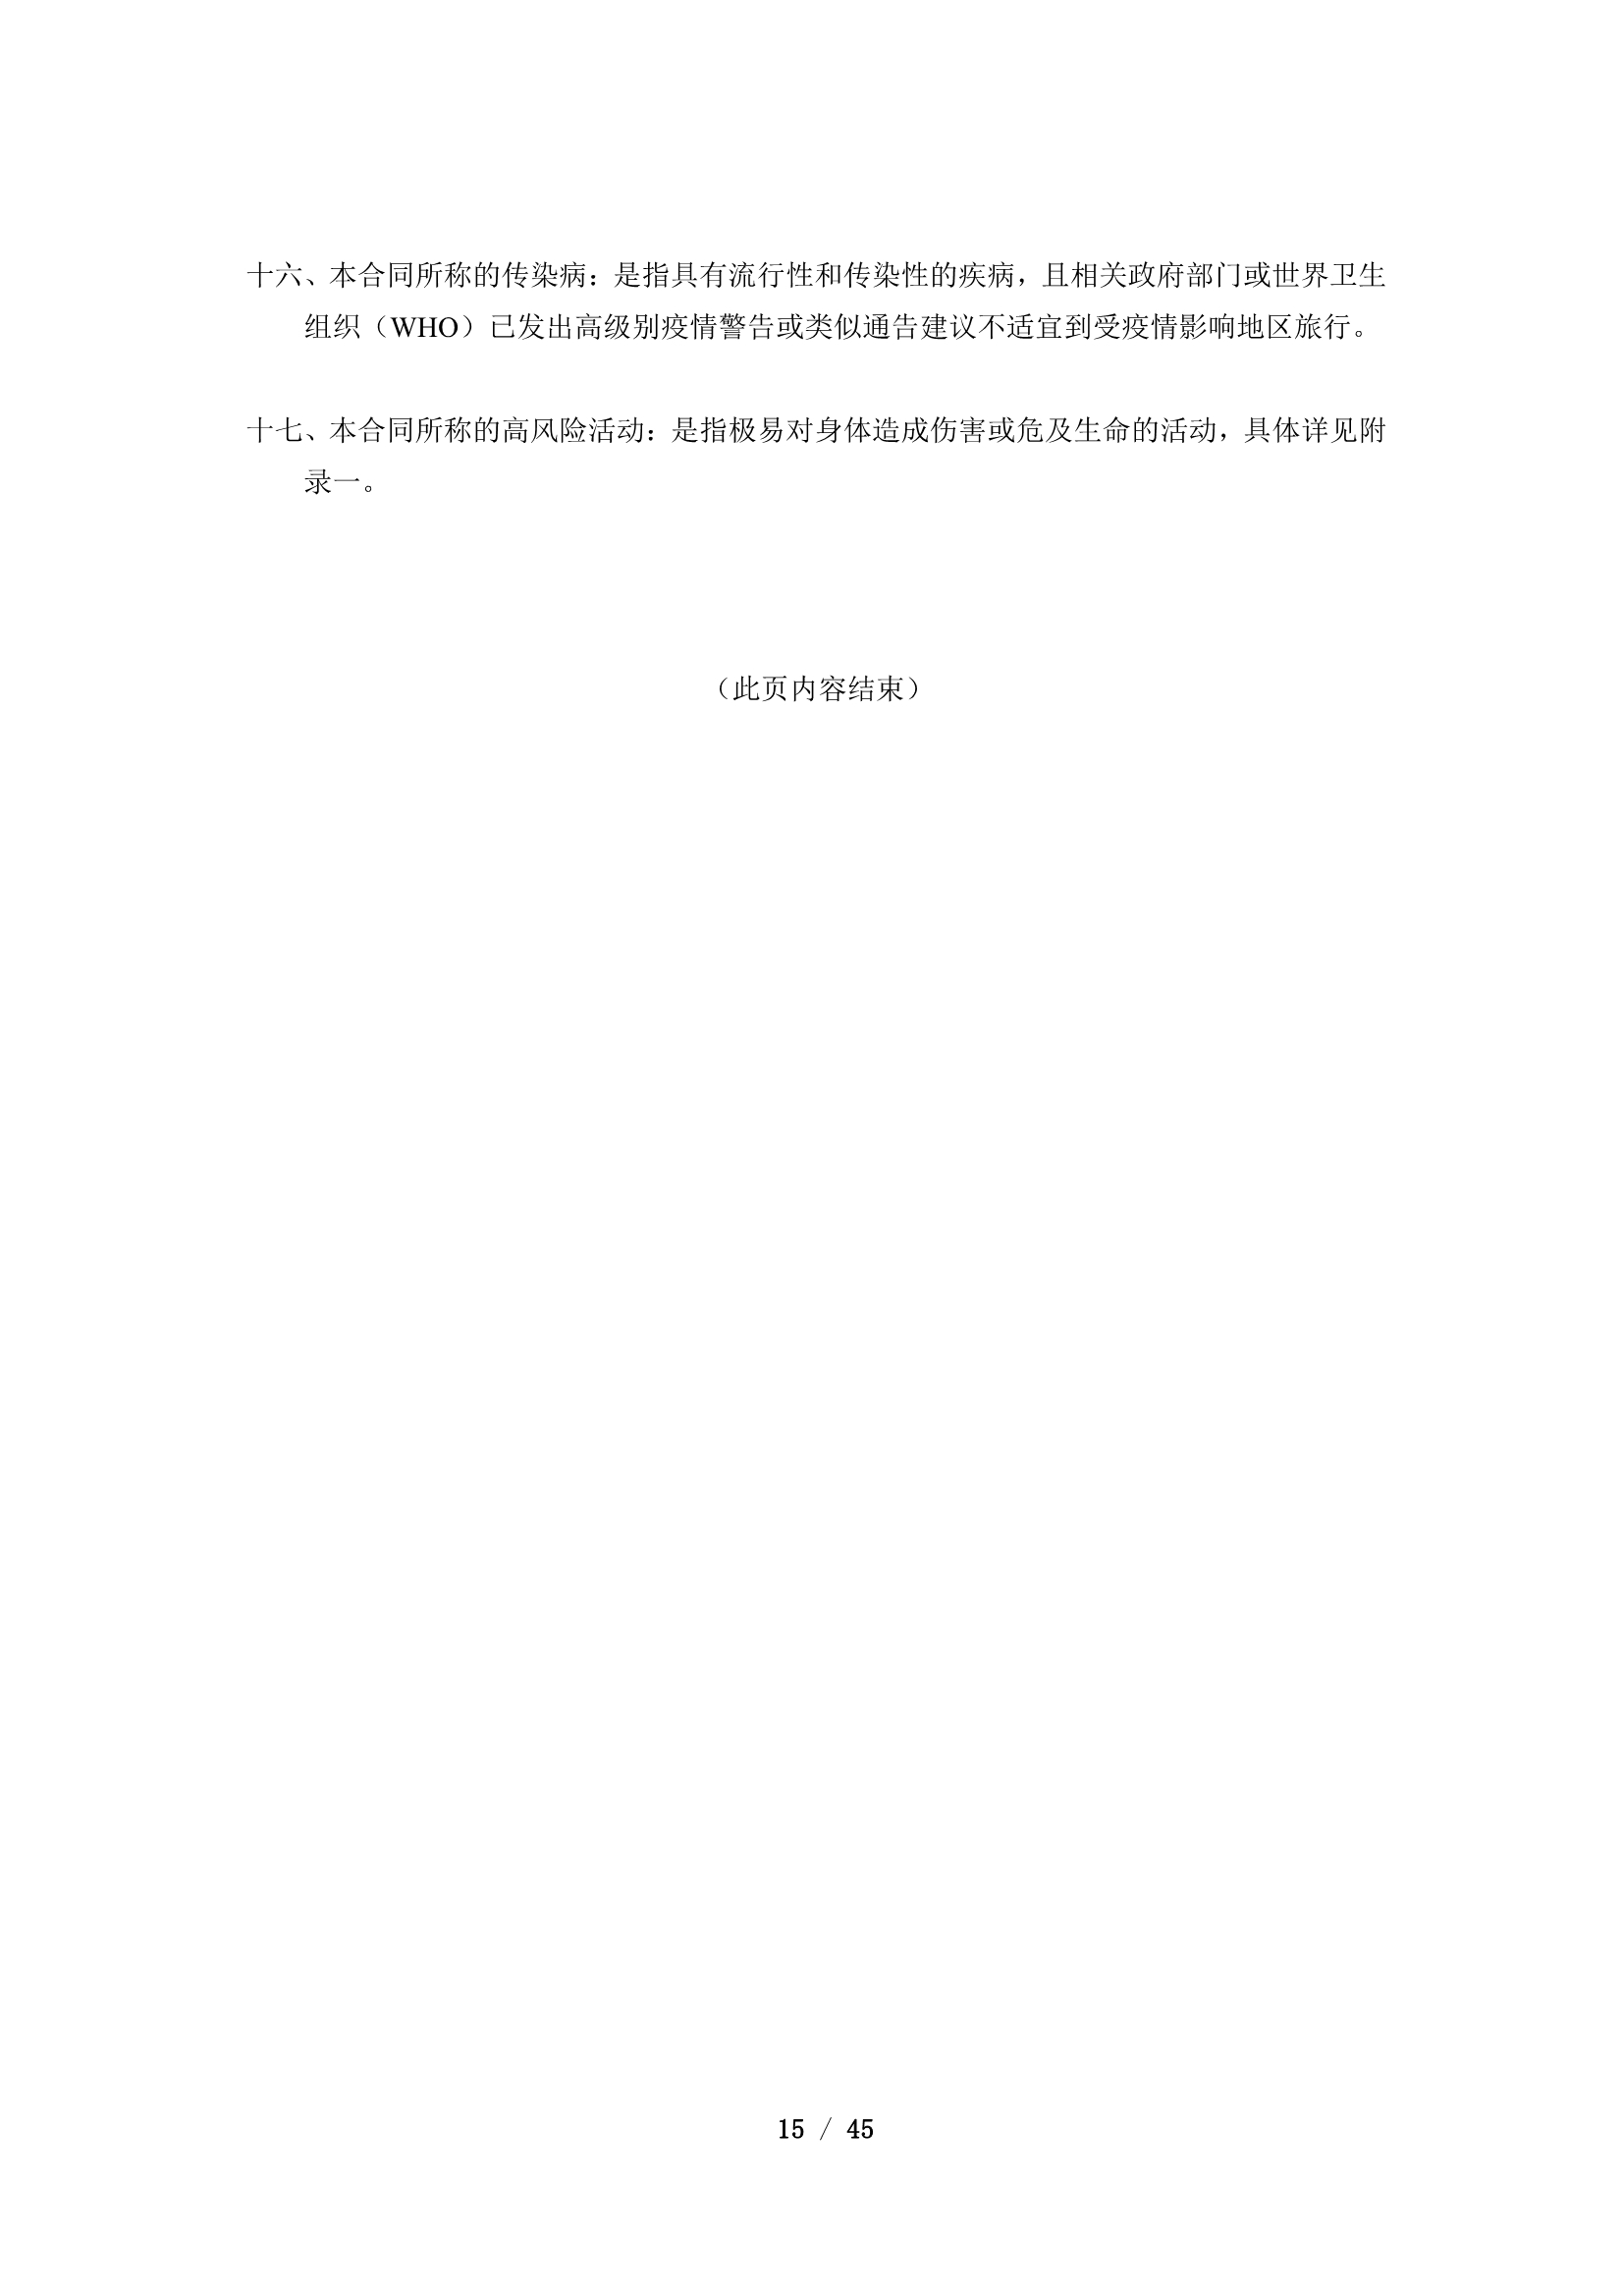 十六、本合同所称的传染病：是指具有流行性和传染性的疾病，且相关政府部门或世界卫生
组织（WHO）已发出高级别疫情警告或类似通告建议不适宜到受疫情影响地区旅行。
十七、本合同所称的高风险活动：是指极易对身体造成伤害或危及生命的活动，具体详见附
录一。
（此页内容结束）
15 / 45